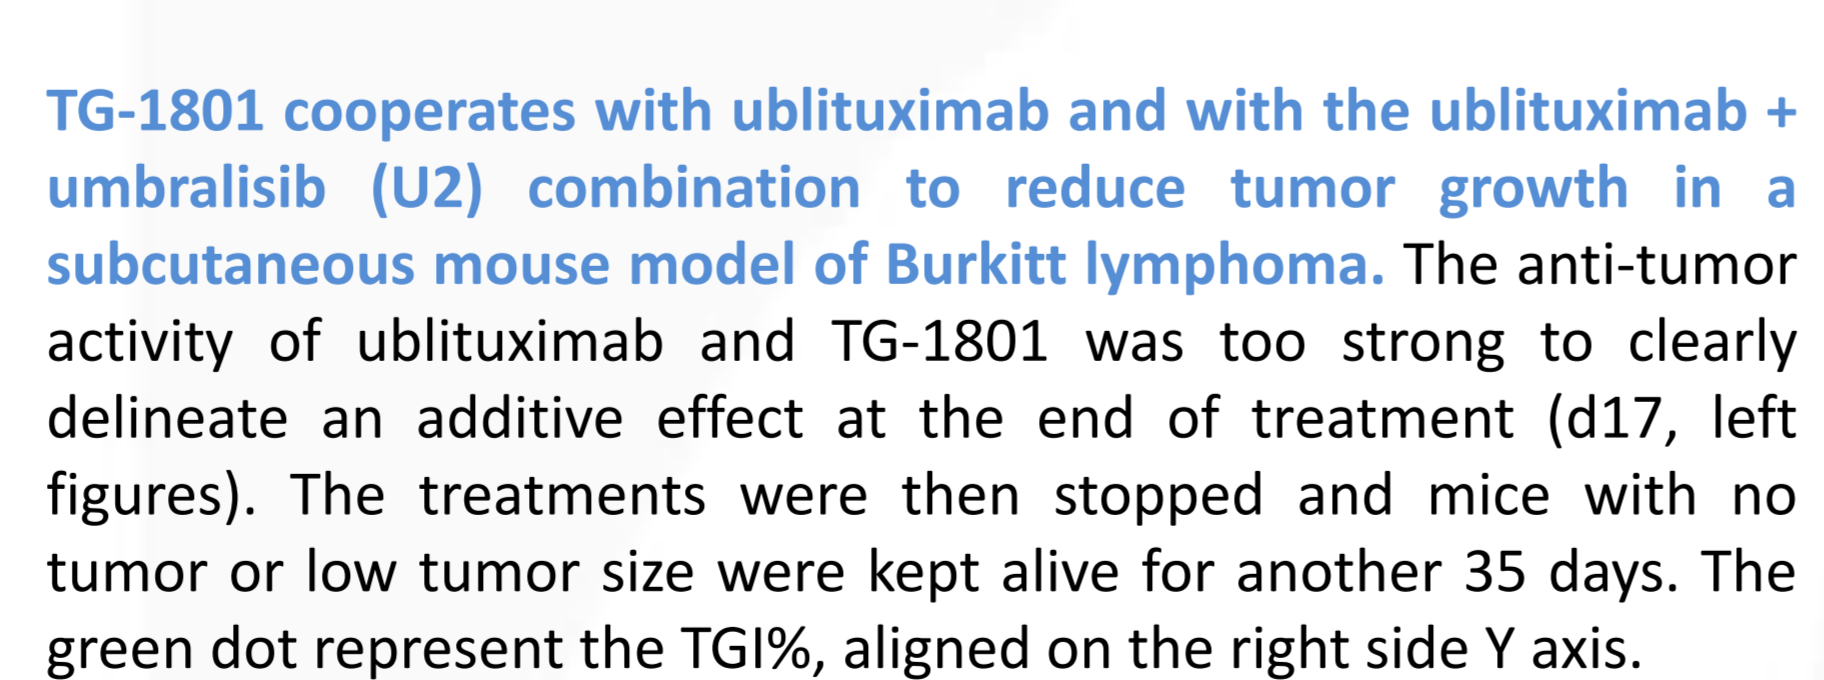 TG-1801 cooperates with ublituximab and with the ublituximab +
umbralisib (U2) combination to reduce tumor growth in a
subcutaneous mouse model of Burkitt lymphoma. The anti-tumor
activity of ublituximab and TG-1801 was too strong to clearly
delineate an additive effect at the end of treatment (d17, left
figures). The treatments were then stopped and mice with no
tumor or low tumor size were kept alive for another 35 days. The
green dot represent the TGI%, aligned on the right side Y axis.